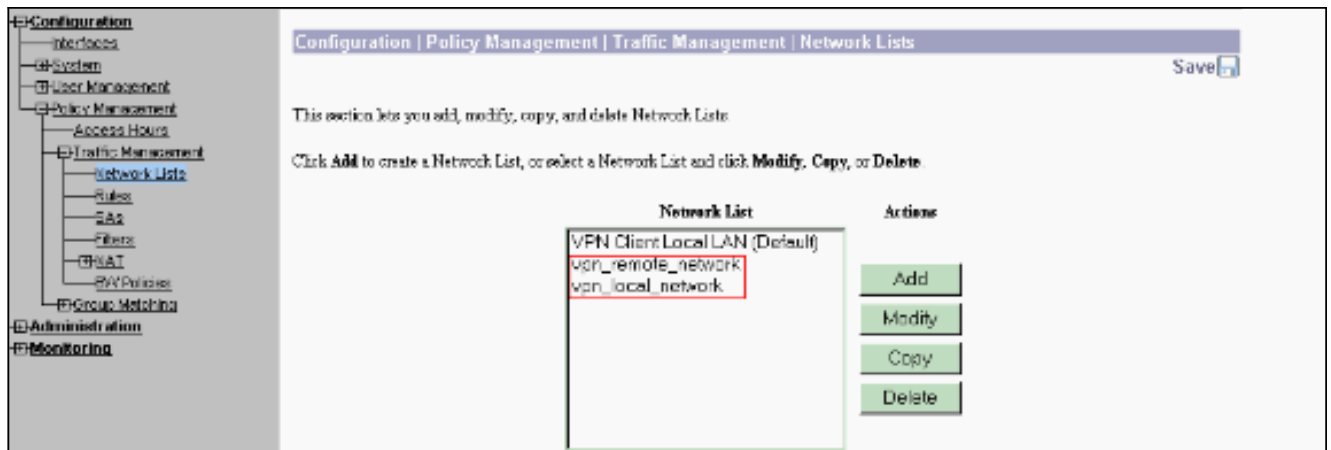 Configuration
Interfaces
System
User Management
Policy Management
Access Hours
Traffic Management
Network Lists
Rules
SAs
Filters
NAT
BW Policies
Group Matching
Administration
Monitoring
Configuration | Policy Management | Traffic Management | Network Lists
Save
This section lets you add, modify, copy, and delete Network Lists.
Click Add to create a Network List, or select a Network List and click Modify, Copy, or Delete.
Network List
Actions
VPN Client Local LAN (Default)
vpn_remote_network
vpn_local_network
Add
Modify
Copy
Delete